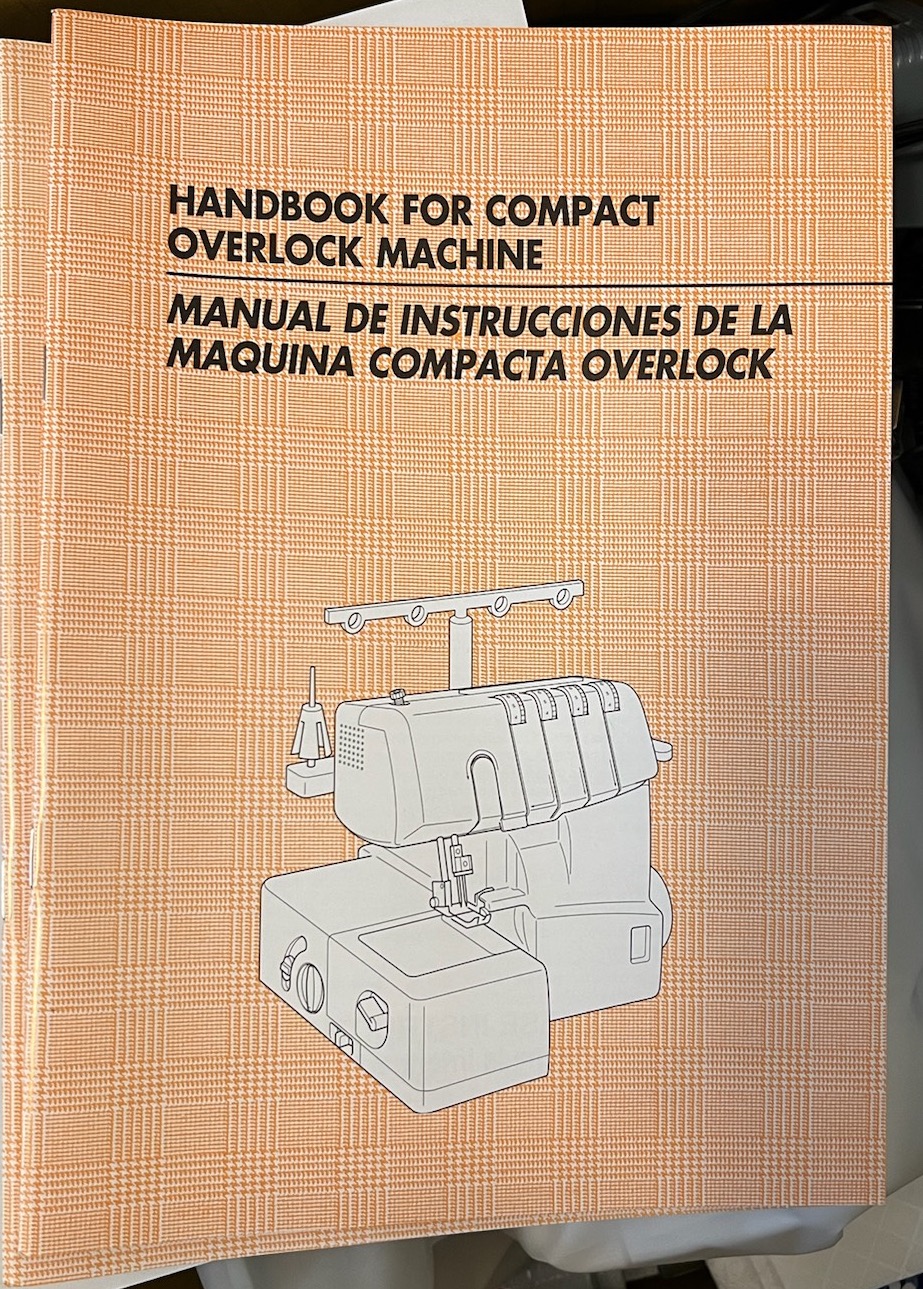 HANDBOOK FOR COMPACT
OVERLOCK MACHINE
MANUAL DE INSTRUCCIONES DE LA
MAQUINA COMPACTA OVERLOCK